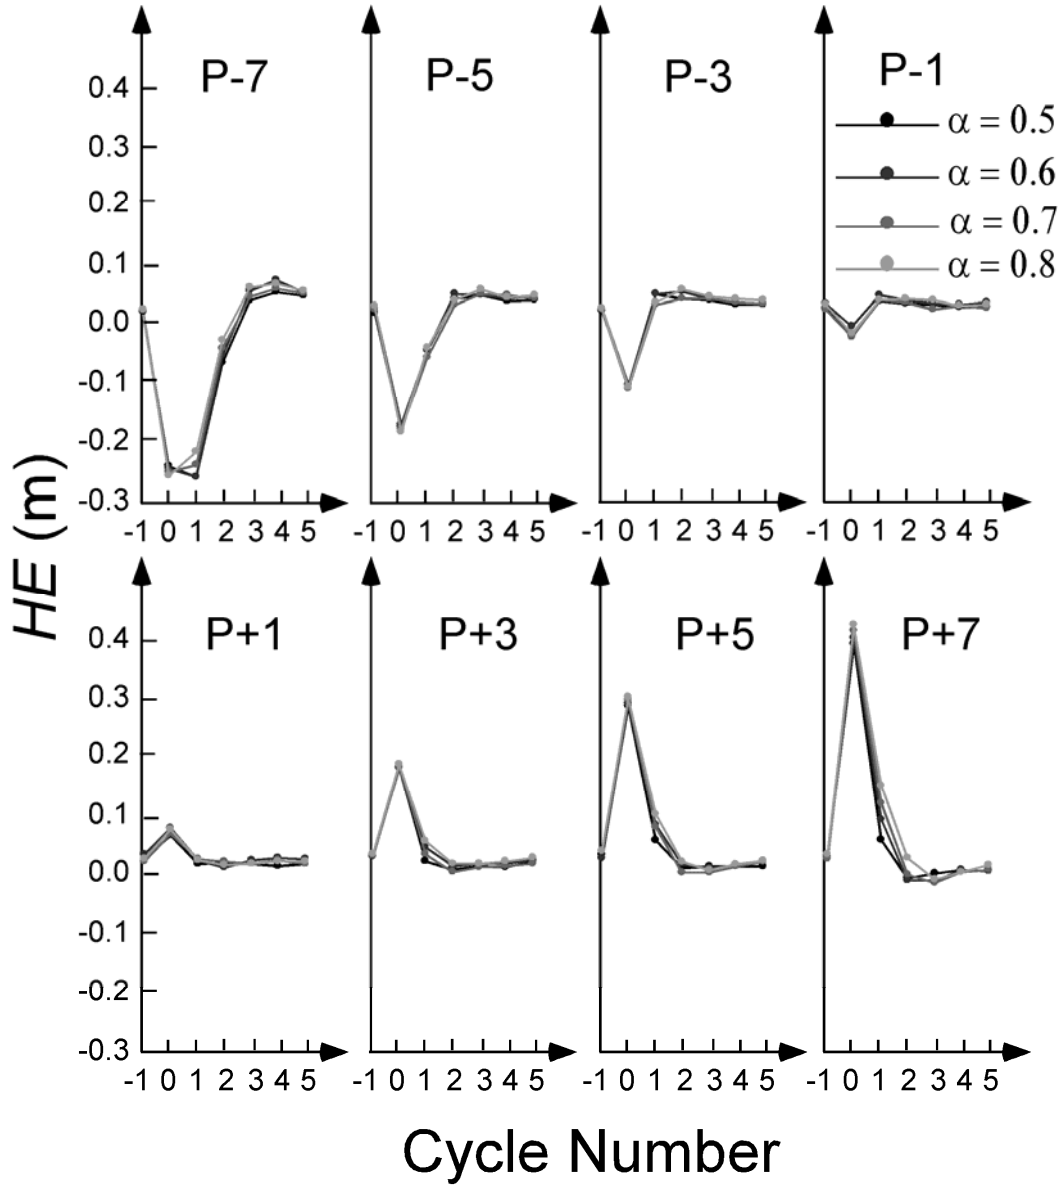 P-7 P-5 P-3 P-1
α = 0.5
α = 0.6
α = 0.7
α = 0.8
0.4
0.3
0.2
0.1
0.0
-0.1
-0.2
-0.3
-1 0 1 2 3 4 5 -1 0 1 2 3 4 5 -1 0 1 2 3 4 5 -1 0 1 2 3 4 5
HE (m)
P+1 P+3 P+5 P+7
0.4
0.3
0.2
0.1
0.0
-0.1
-0.2
-0.3
-1 0 1 2 3 4 5 -1 0 1 2 3 4 5 -1 0 1 2 3 4 5 -1 0 1 2 3 4 5
Cycle Number